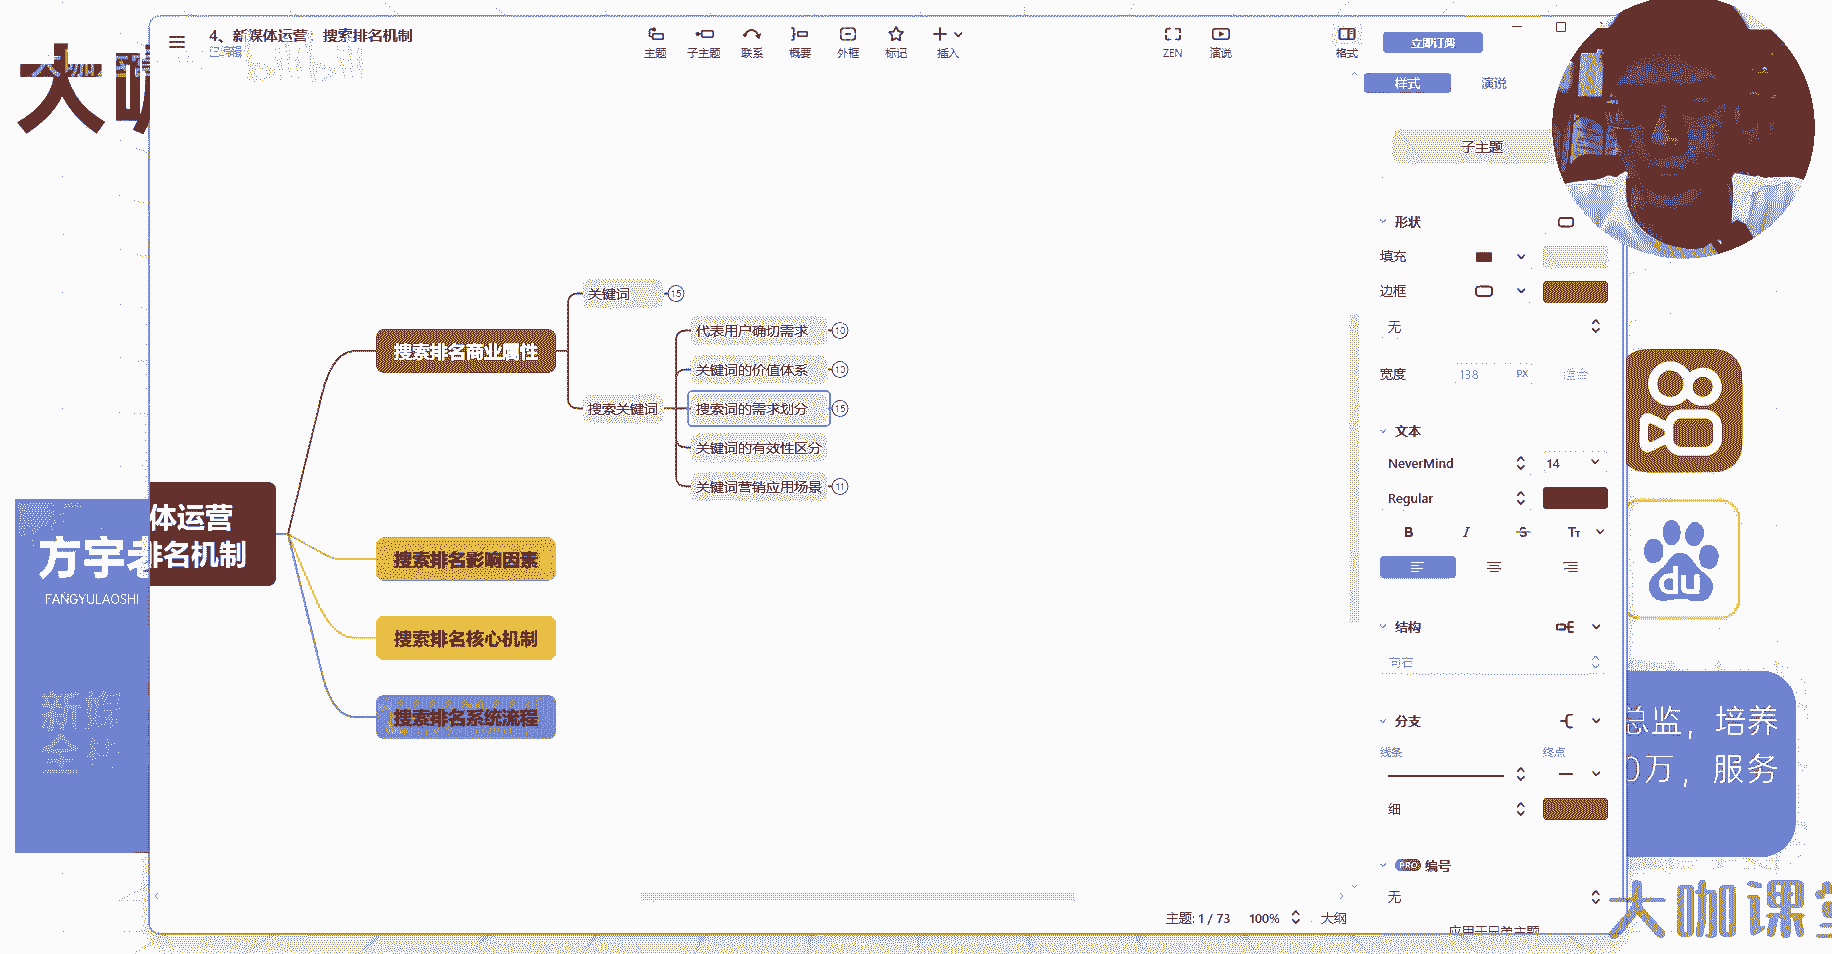 4、新媒体运营：搜索排名机制
已编辑
bilibili
主题
子主题
联系
概要
外框
标记
插入
ZEN
演说
格式
立即订阅
样式
演说
子主题
形状
填充
边框
无
宽度
138
PX
文本
NeverMind
14
Regular
B
I
S
TT
结构
分支
线条
终点
细
PRO 编号
无
应用于兄弟主题
关键词
15
搜索排名商业属性
代表用户确切需求
10
关键词的价值体系
13
搜索关键词
搜索词的需求划分
15
关键词的有效性区分
关键词营销应用场景
11
体运营
排名机制
搜索排名影响因素
搜索排名核心机制
搜索排名系统流程
主题: 1 / 73
100%
大纲
大咖
方宇老
FANGYULAOSHI
新媒
du
总监，培养
0万，服务
大咖课堂